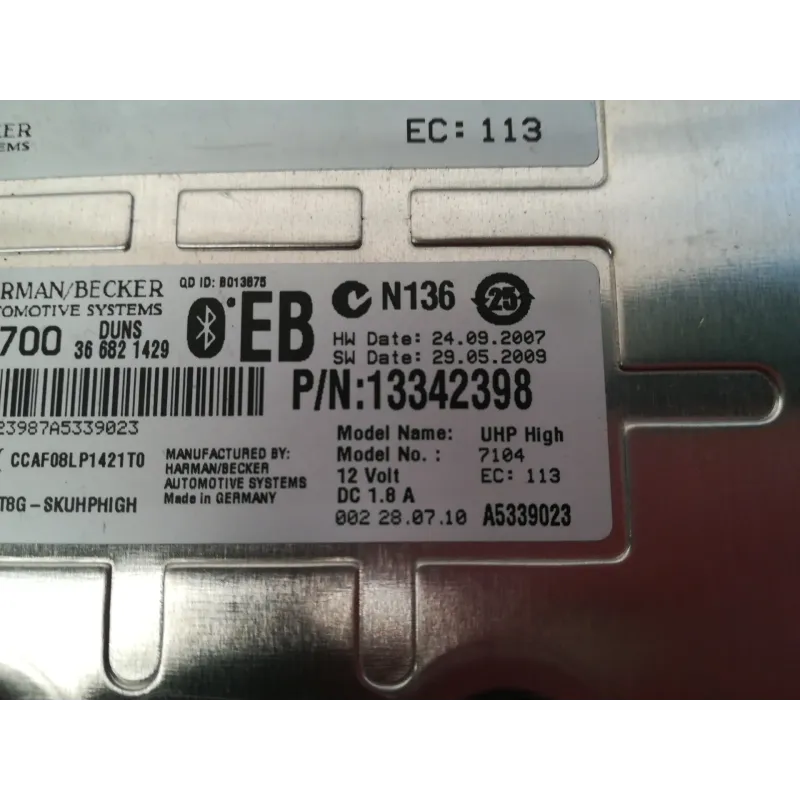 EC: 113
QD ID: B013675
HARMAN/BECKER
AUTOMOTIVE SYSTEMS
700
DUNS
36 682 1429
EB
N136
25
HW Date: 24.09.2007
SW Date: 29.05.2009
P/N:13342398
23987A5339023
CCAF08LP1421T0
T8G-SKUHPHIGH
MANUFACTURED BY:
HARMAN/BECKER
AUTOMOTIVE SYSTEMS
Made in GERMANY
Model Name: UHP High
Model No.: 7104
12 Volt EC: 113
DC 1.8 A
002 28.07.10 A5339023